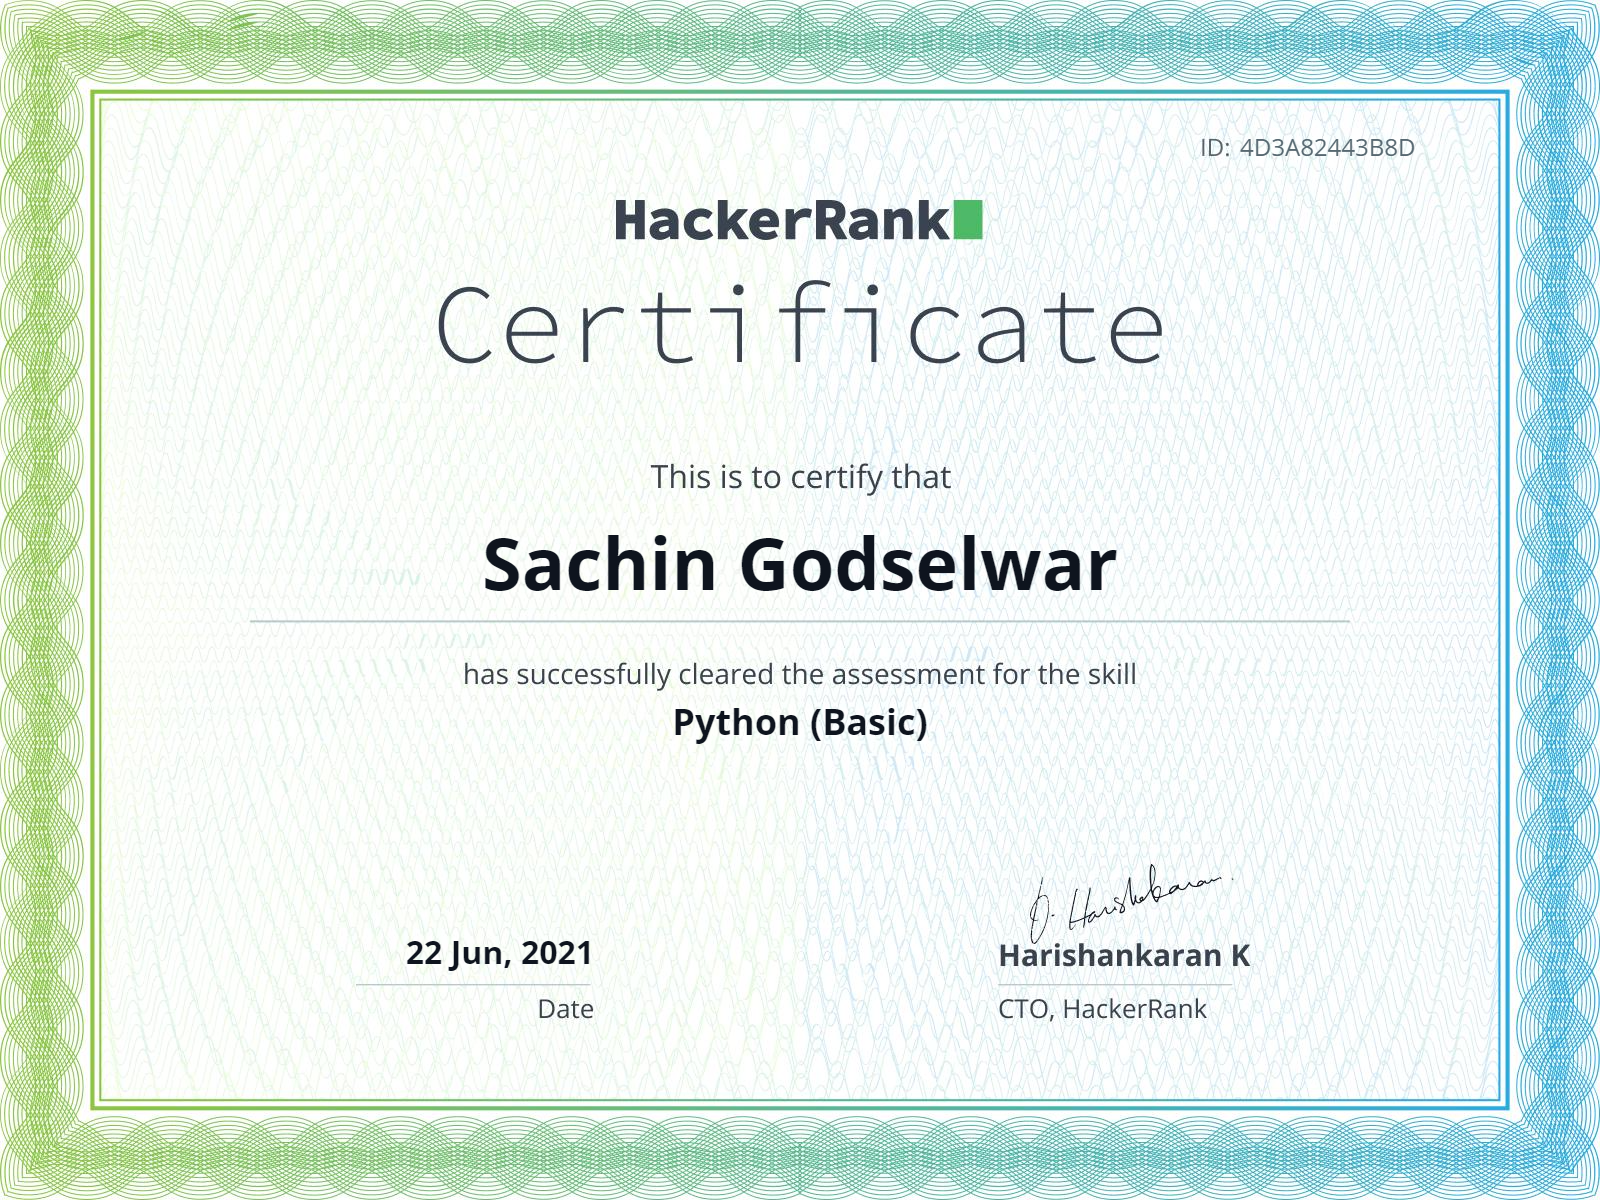 ID: 4D3A82443B8D
HackerRank
Certificate
This is to certify that
Sachin Godselwar
has successfully cleared the assessment for the skill
Python (Basic)
22 Jun, 2021
Date
Harishankaran K
CTO, HackerRank